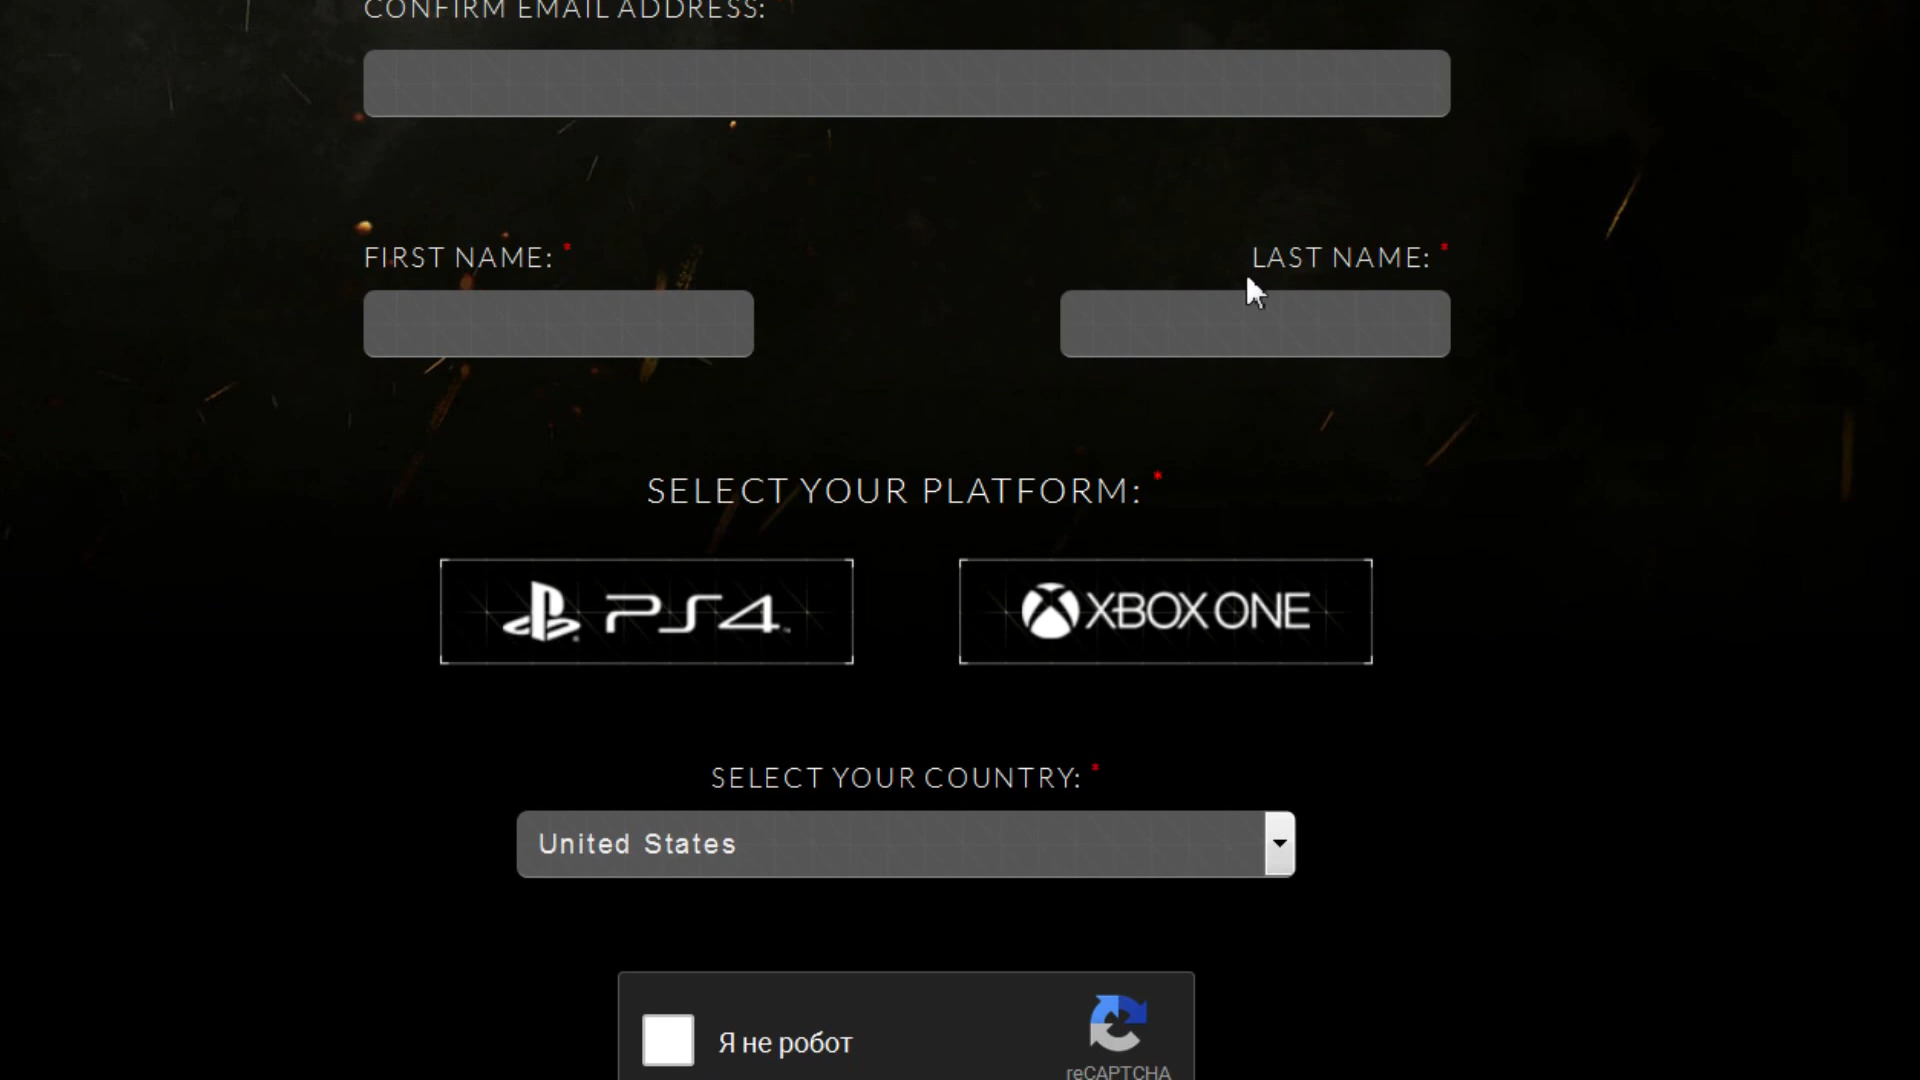 CONFIRM EMAIL ADDRESS: *
FIRST NAME: *
LAST NAME: *
SELECT YOUR PLATFORM: *
PS4™
XBOX ONE
SELECT YOUR COUNTRY: *
United States
Я не робот
reCAPTCHA